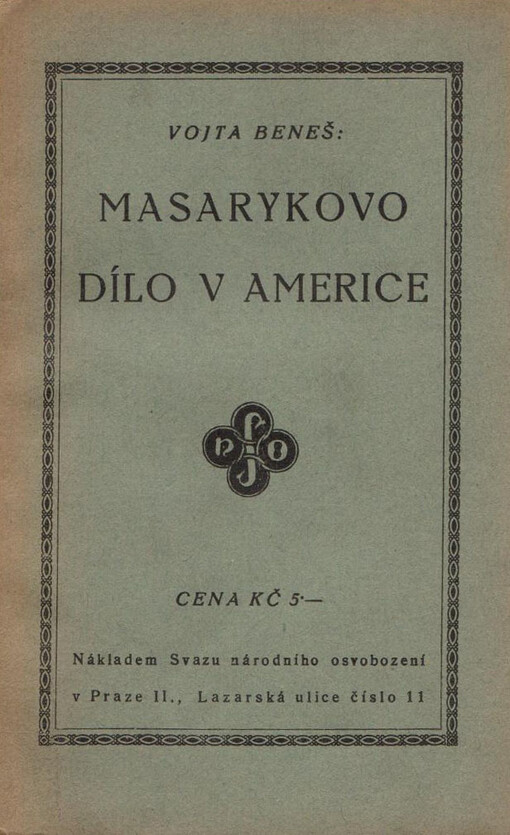 VOJTA BENEŠ:
MASARYKOVO
DÍLO V AMERICE
CENA KČ 5·—
Nákladem Svazu národního osvobození
v Praze II., Lazarská ulice číslo 11